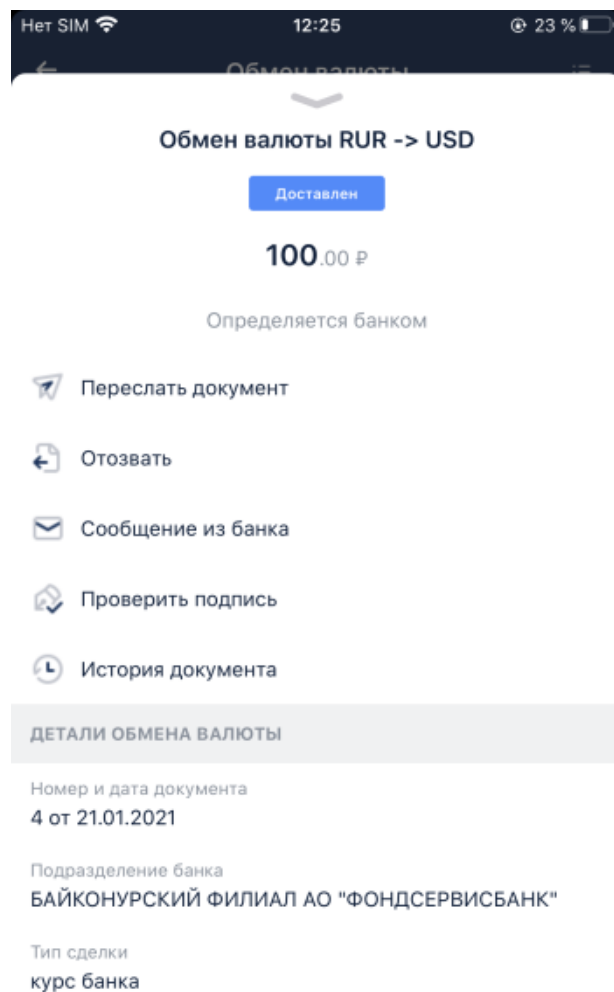 Нет SIM 12:25 23 %
Обмен валюты
Обмен валюты RUR -> USD
Доставлен
100.00 ₽
Определяется банком
Переслать документ
Отозвать
Сообщение из банка
Проверить подпись
История документа
ДЕТАЛИ ОБМЕНА ВАЛЮТЫ
Номер и дата документа
4 от 21.01.2021
Подразделение банка
БАЙКОНУРСКИЙ ФИЛИАЛ АО "ФОНДСЕРВИСБАНК"
Тип сделки
курс банка